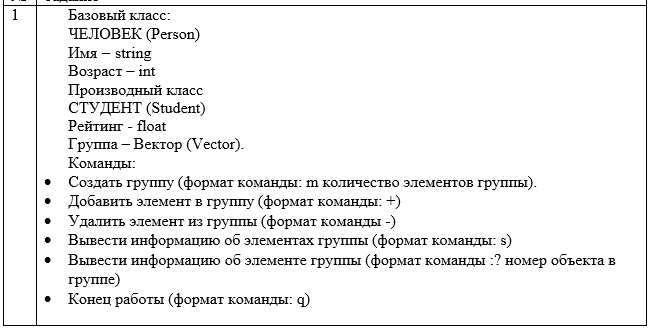 1
Базовый класс:
ЧЕЛОВЕК (Person)
Имя – string
Возраст – int
Производный класс
СТУДЕНТ (Student)
Рейтинг - float
Группа – Вектор (Vector).
Команды:
• Создать группу (формат команды: m количество элементов группы).
• Добавить элемент в группу (формат команды: +)
• Удалить элемент из группы (формат команды -)
• Вывести информацию об элементах группы (формат команды: s)
• Вывести информацию об элементе группы (формат команды :? номер объекта в
группе)
• Конец работы (формат команды: q)